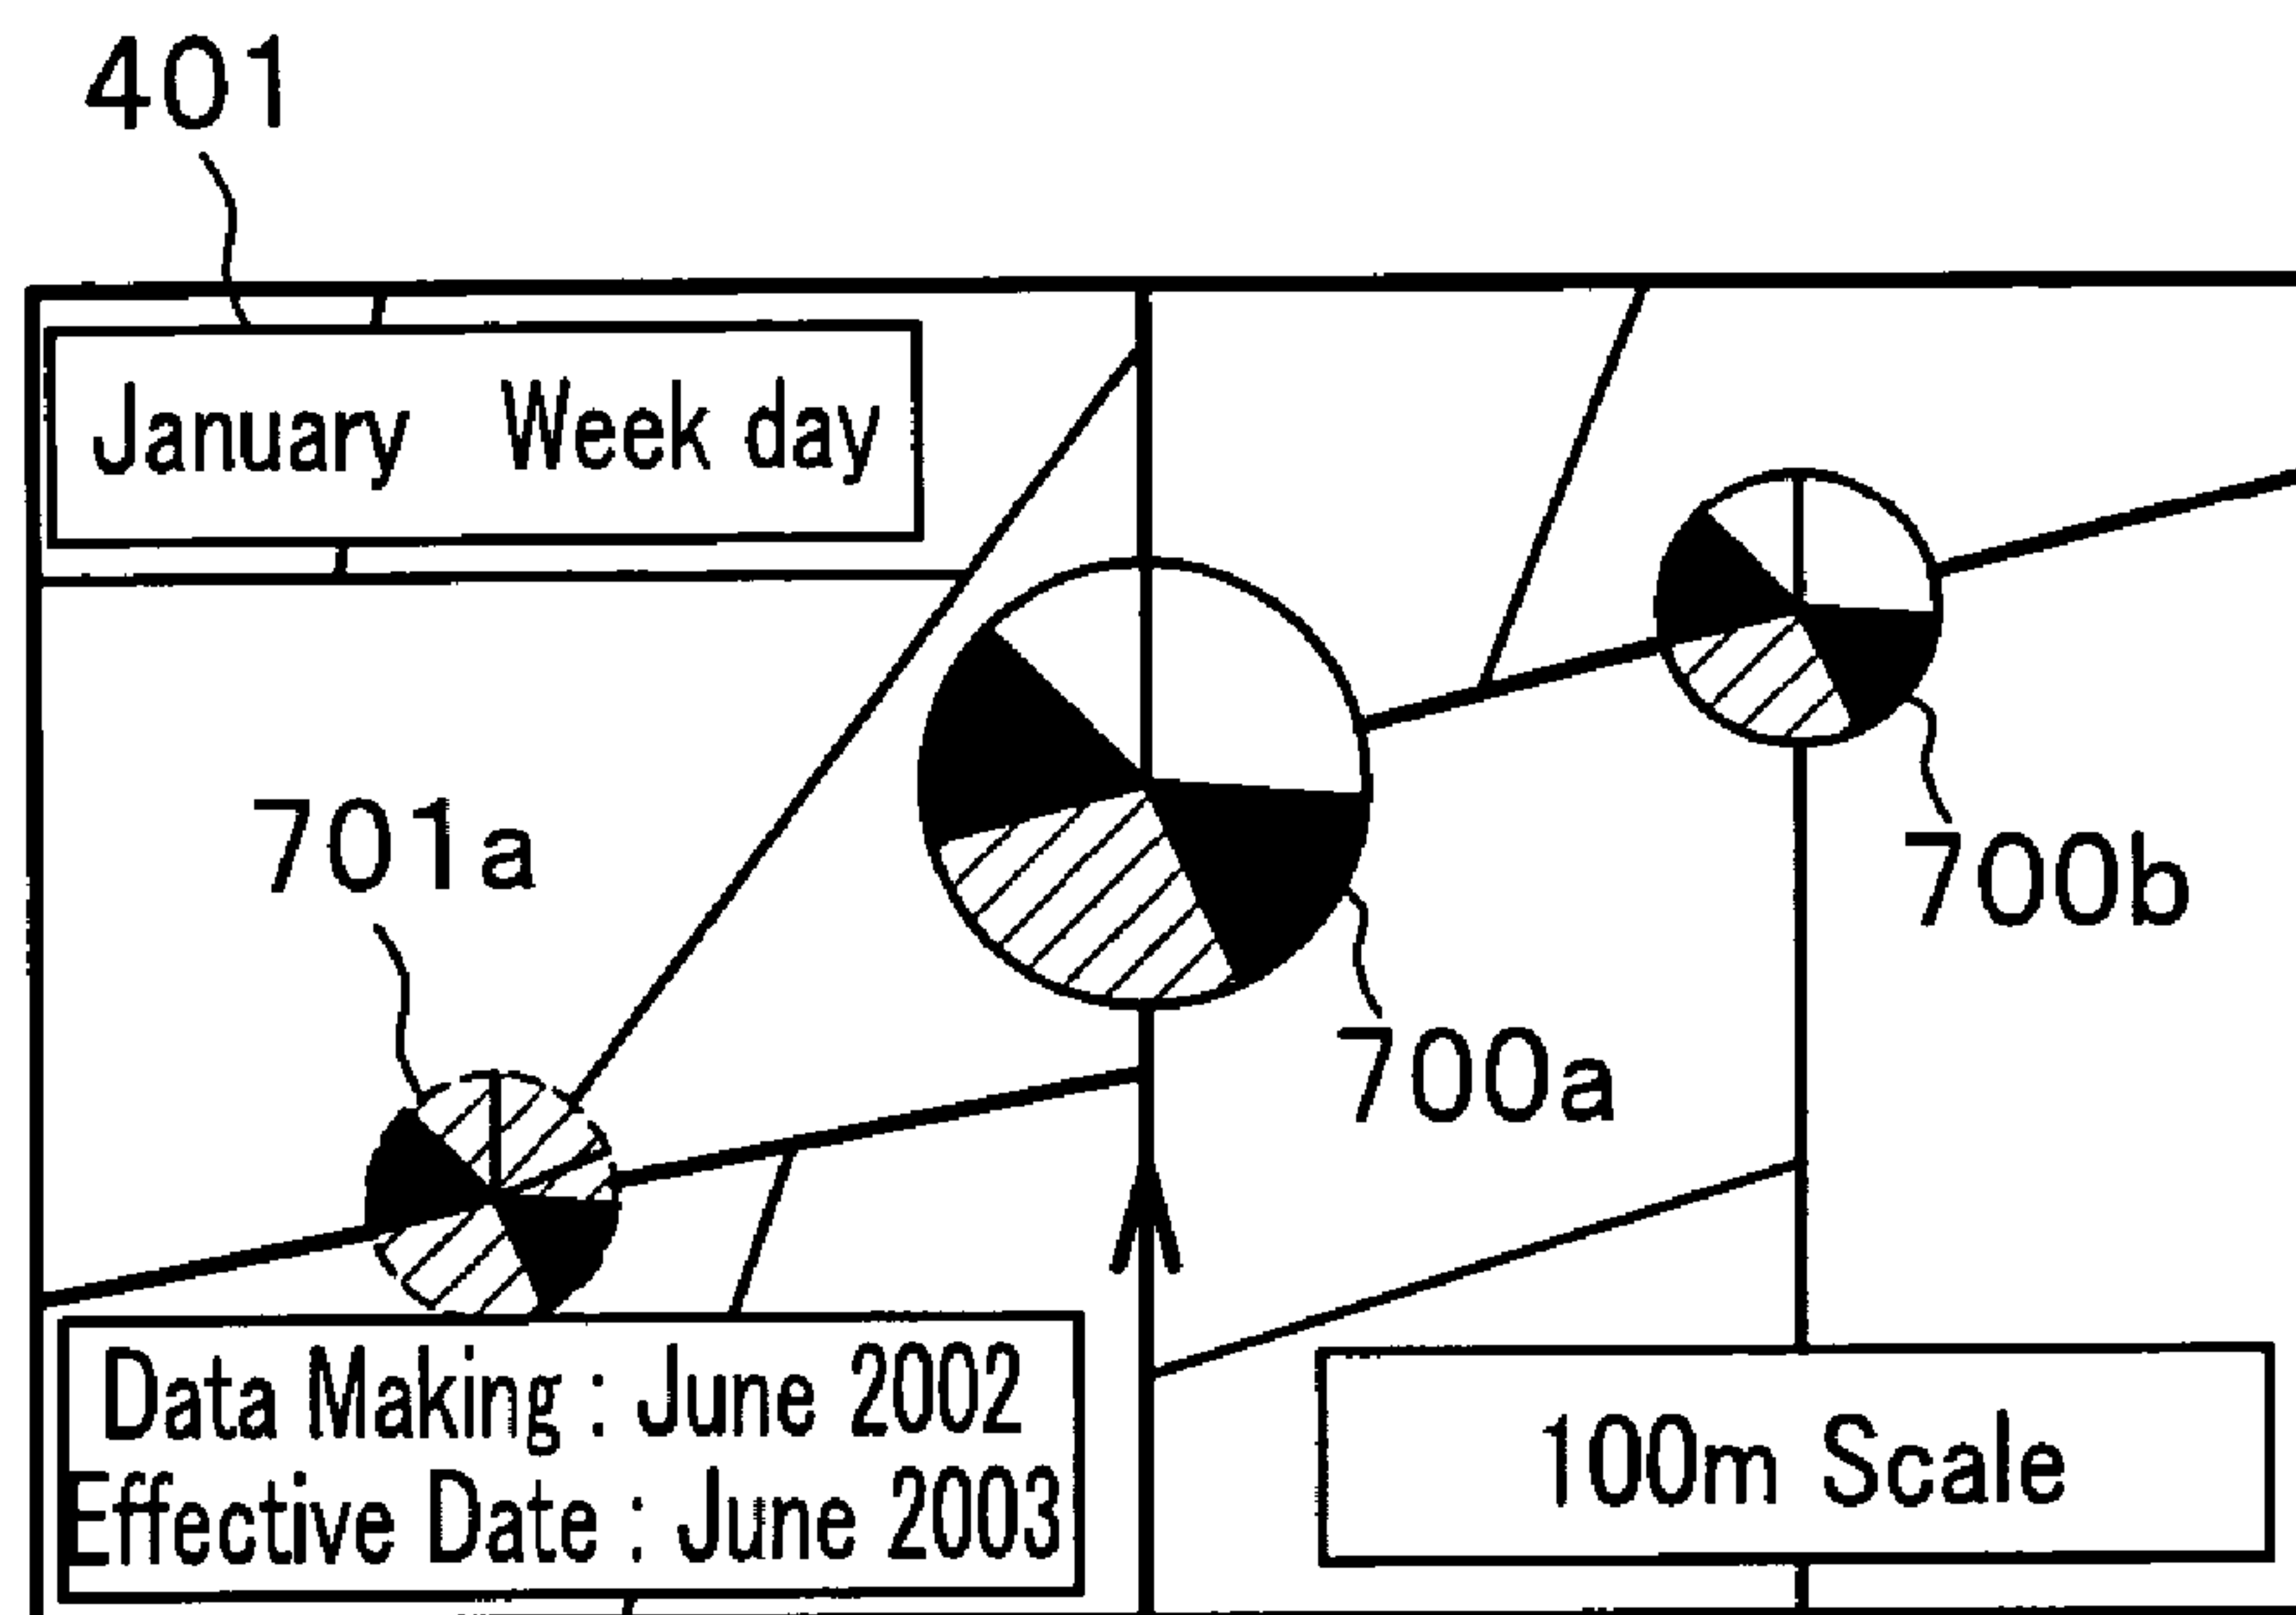 401
January Week day
701a
700b
700a
Data Making : June 2002
Effective Date : June 2003
100m Scale